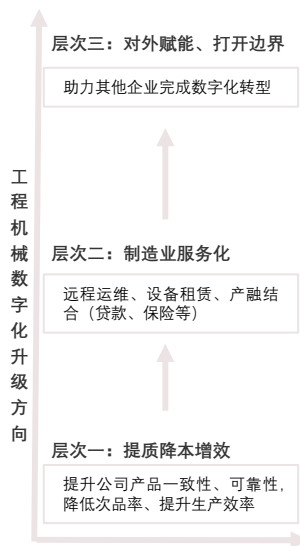 层次三：对外赋能、打开边界
助力其他企业完成数字化转型
工程机械数字化升级方向
层次二：制造业服务化
远程运维、设备租赁、产融结
合（贷款、保险等）
层次一：提质降本增效
提升公司产品一致性、可靠性，
降低次品率、提升生产效率